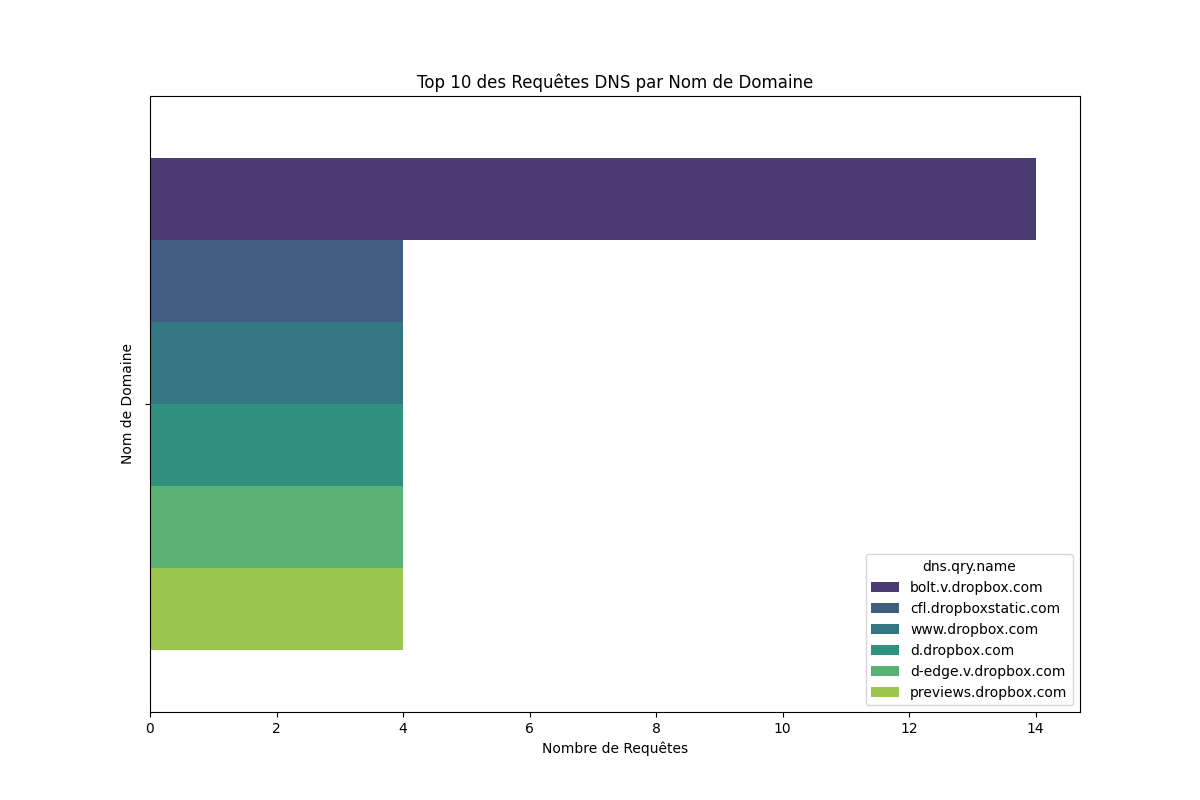 Top 10 des Requêtes DNS par Nom de Domaine
Nom de Domaine
dns.qry.name
bolt.v.dropbox.com
cfl.dropboxstatic.com
www.dropbox.com
d.dropbox.com
d-edge.v.dropbox.com
previews.dropbox.com
0 2 4 6 8 10 12 14
Nombre de Requêtes